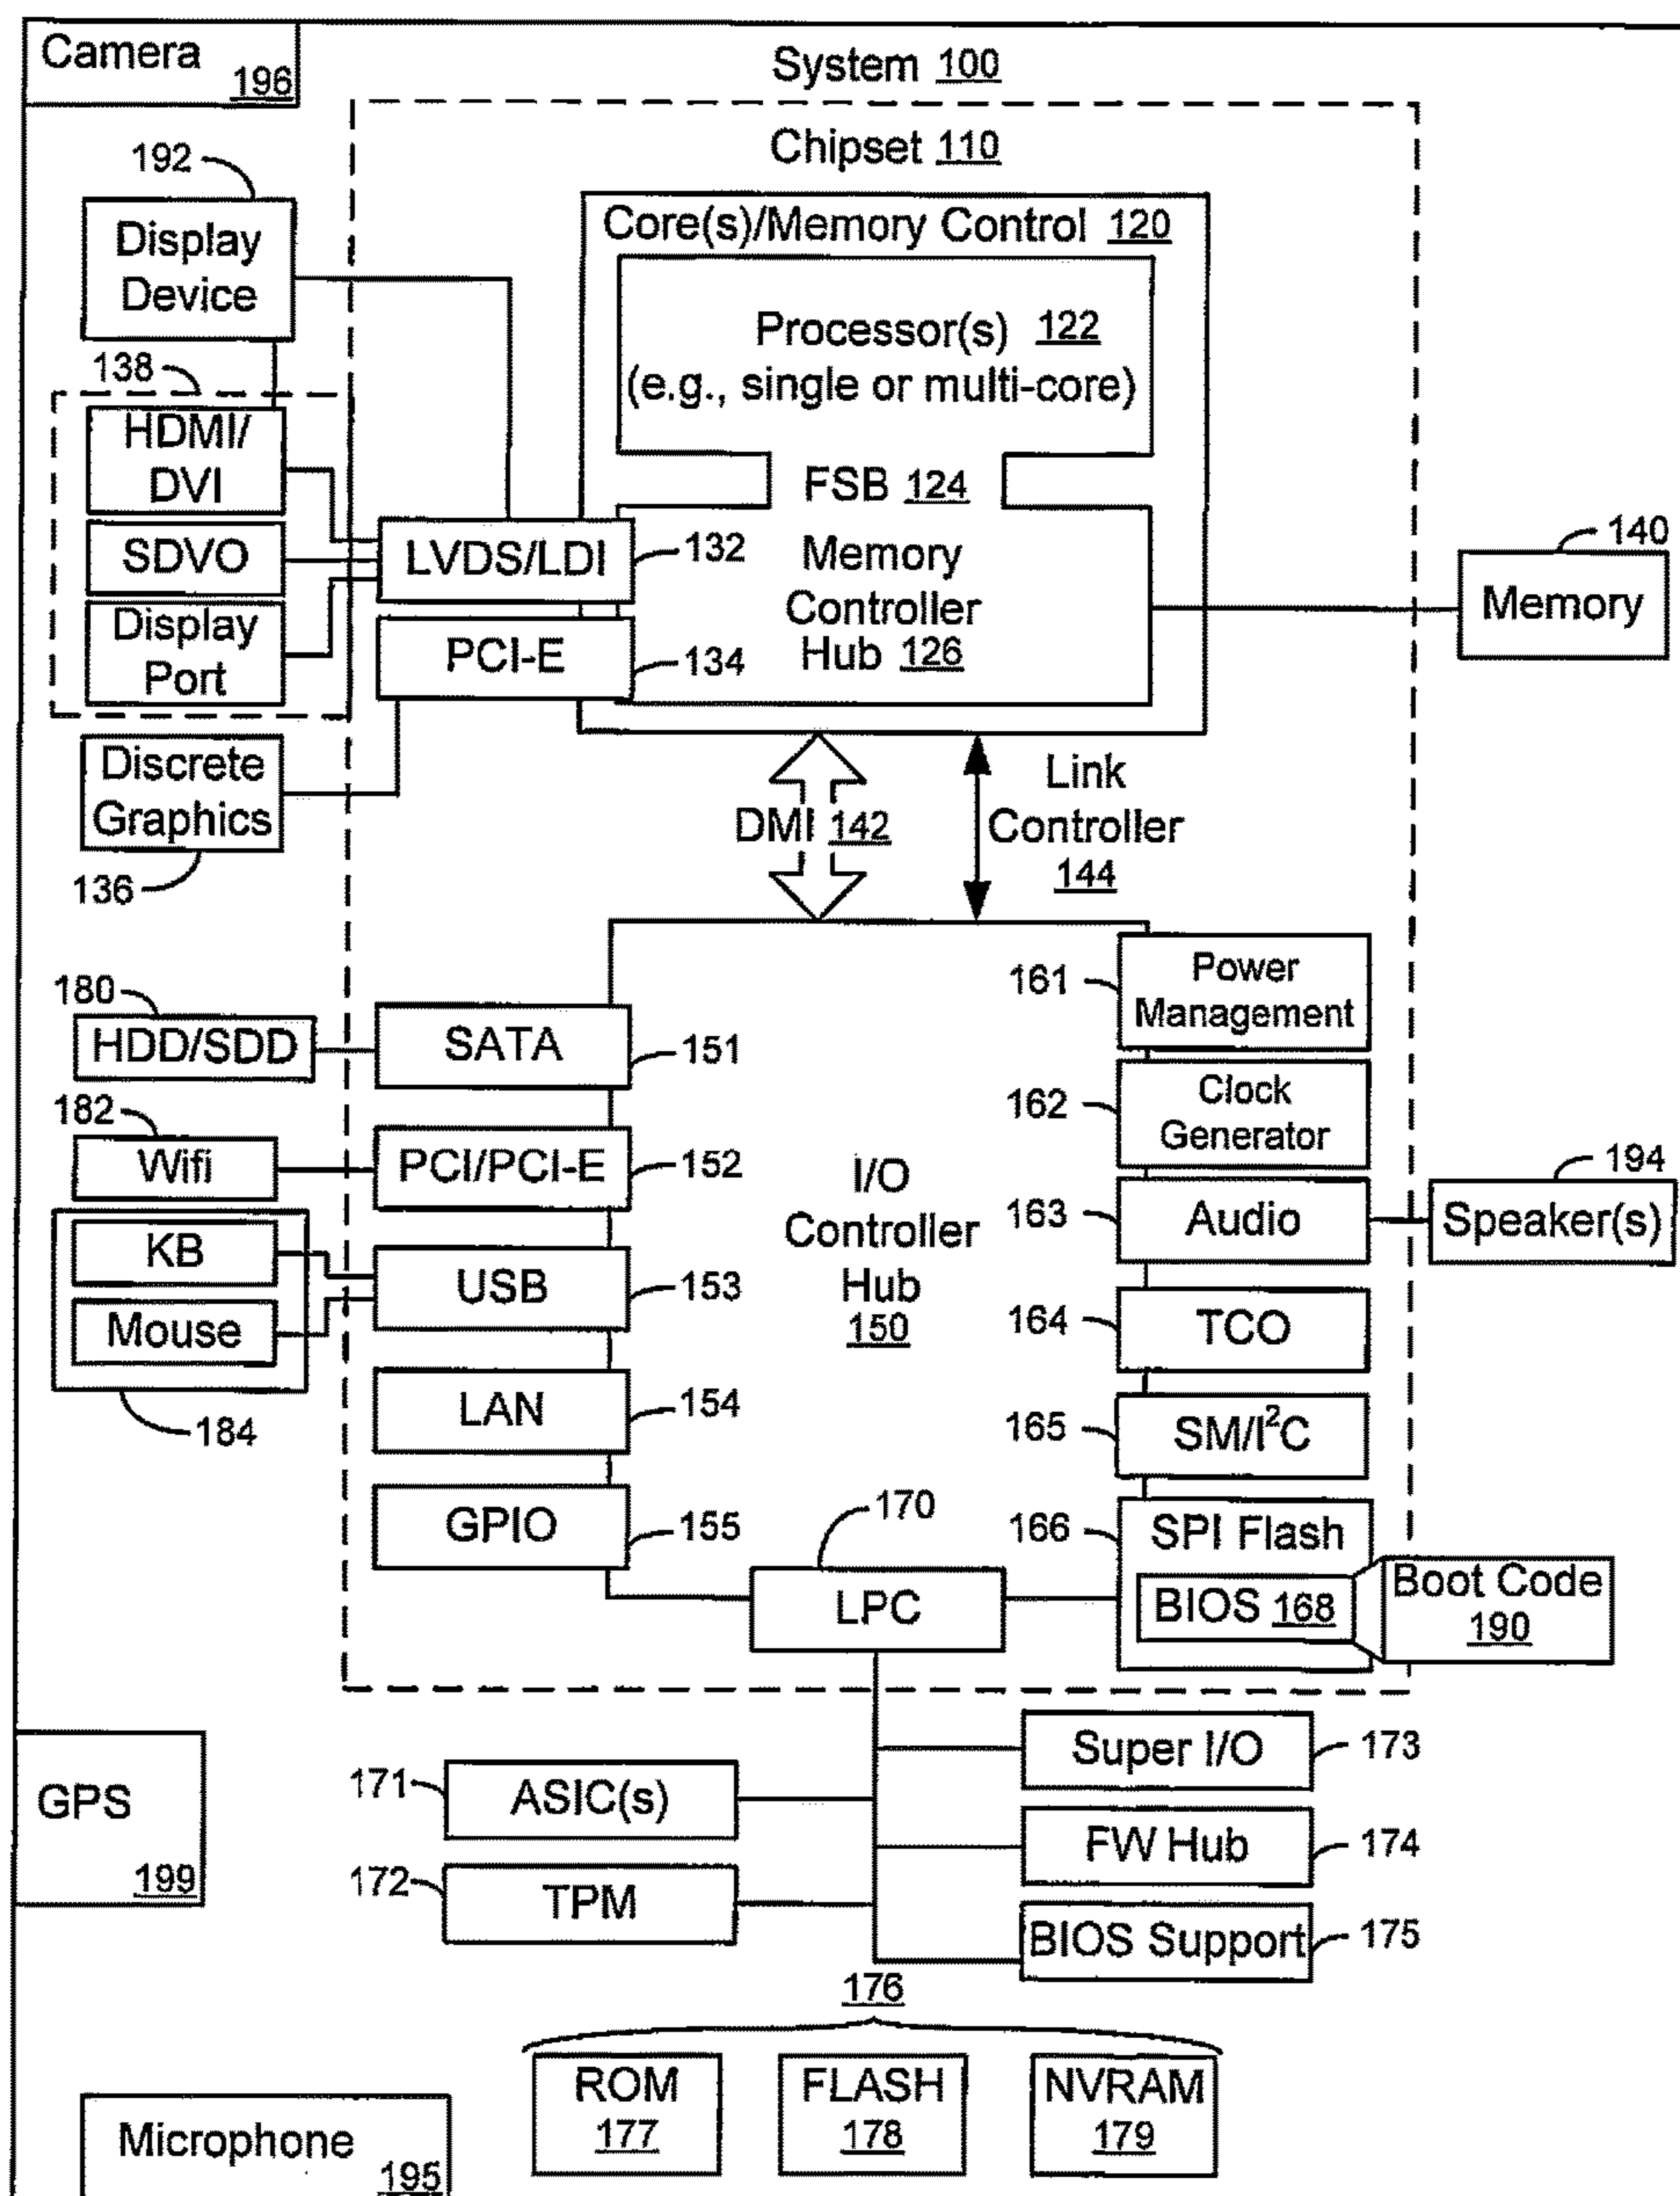 Camera
196
System 100
Chipset 110
192
Display
Device
Core(s)/Memory Control 120
Processor(s) 122
(e.g., single or multi-core)
138
HDMI/
DVI
SDVO
Display
Port
FSB 124
LVDS/LDI
132
PCI-E
134
Memory
Controller
Hub 126
140
Memory
Discrete
Graphics
136
DMI 142
Link
Controller
144
180
HDD/SDD
SATA
151
182
Wifi
PCI/PCI-E
152
KB
Mouse
184
USB
153
LAN
154
GPIO
155
I/O
Controller
Hub
150
161
Power
Management
162
Clock
Generator
163
Audio
194
Speaker(s)
164
TCO
165
SM/I²C
166
SPI Flash
BIOS 168
Boot Code
190
170
LPC
GPS
199
171
ASIC(s)
172
TPM
Super I/O
173
FW Hub
174
BIOS Support
175
176
ROM
177
FLASH
178
NVRAM
179
Microphone
195